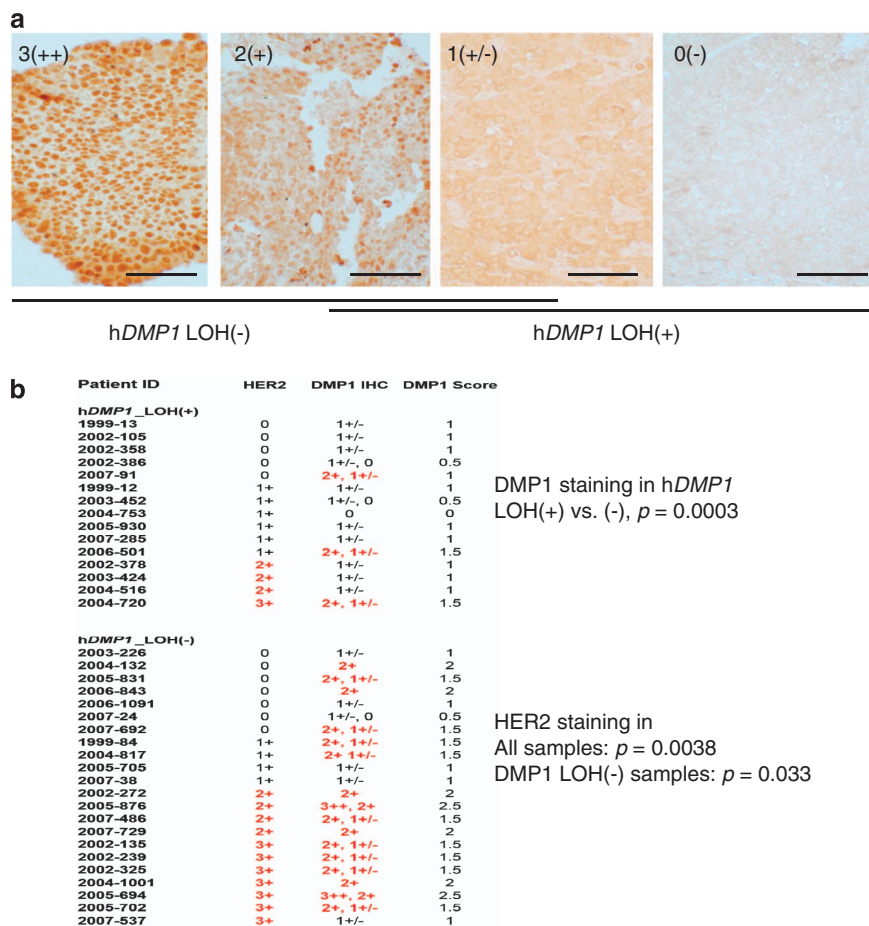 a
3(++) 2(+) 1(+/-) 0(-)
hDMP1 LOH(-) hDMP1 LOH(+)
b
Patient ID HER2 DMP1 IHC DMP1 Score
hDMP1_LOH(+)
1999-13 0 1+/- 1
2002-105 0 1+/- 1
2002-358 0 1+/- 1
2002-386 0 1+/-, 0 0.5
2007-91 0 2+, 1+/- 1
1999-12 1+ 1+/- 1
2003-452 1+ 1+/-, 0 0.5
2004-753 1+ 0 0
2005-930 1+ 1+/- 1
2007-285 1+ 1+/- 1
2006-501 1+ 2+, 1+/- 1.5
2002-378 2+ 1+/- 1
2003-424 2+ 1+/- 1
2004-516 2+ 1+/- 1
2004-720 3+ 2+, 1+/- 1.5
DMP1 staining in hDMP1
LOH(+) vs. (-), p = 0.0003
hDMP1_LOH(-)
2003-226 0 1+/- 1
2004-132 0 2+ 2
2005-831 0 2+, 1+/- 1.5
2006-843 0 2+ 2
2006-1091 0 1+/- 1
2007-24 0 1+/-, 0 0.5
2007-692 0 2+, 1+/- 1.5
1999-84 1+ 2+, 1+/- 1.5
2004-817 1+ 2+ 1+/- 1.5
2005-705 1+ 1+/- 1
2007-38 1+ 1+/- 1
2002-272 2+ 2+ 2
2005-876 2+ 3++, 2+ 2.5
2007-486 2+ 2+, 1+/- 1.5
2007-729 2+ 2+ 2
2002-135 3+ 2+, 1+/- 1.5
2002-239 3+ 2+, 1+/- 1.5
2002-325 3+ 2+, 1+/- 1.5
2004-1001 3+ 2+ 2
2005-694 3+ 3++, 2+ 2.5
2005-702 3+ 2+, 1+/- 1.5
2007-537 3+ 1+/- 1
HER2 staining in
All samples: p = 0.0038
DMP1 LOH(-) samples: p = 0.033